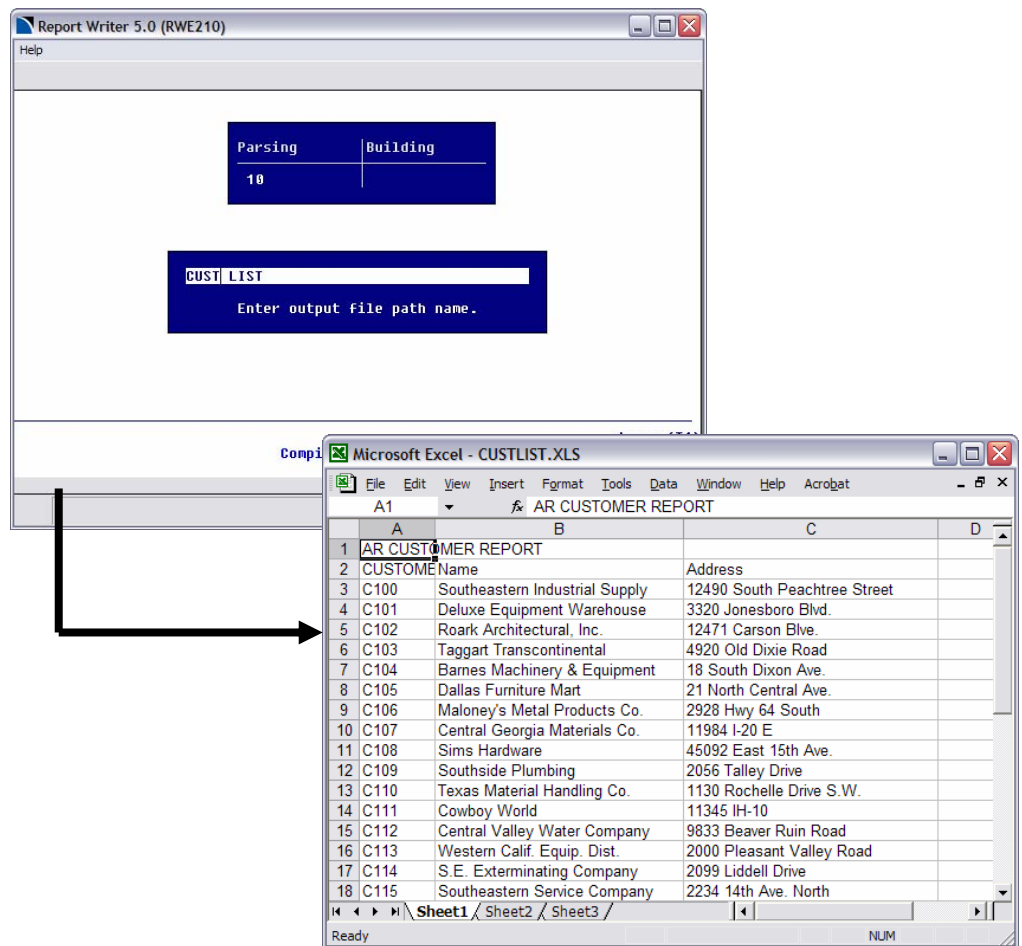 Report Writer 5.0 (RWE210)
Help
Parsing Building
10
CUST LIST
Enter output file path name.
Compi
Microsoft Excel - CUSTLIST.XLS
File Edit View Insert Format Tools Data Window Help Acrobat
A1 fx AR CUSTOMER REPORT
A B C D
1 AR CUSTOMER REPORT
2 CUSTOME Name Address
3 C100 Southeastern Industrial Supply 12490 South Peachtree Street
4 C101 Deluxe Equipment Warehouse 3320 Jonesboro Blvd.
5 C102 Roark Architectural, Inc. 12471 Carson Blve.
6 C103 Taggart Transcontinental 4920 Old Dixie Road
7 C104 Barnes Machinery & Equipment 18 South Dixon Ave.
8 C105 Dallas Furniture Mart 21 North Central Ave.
9 C106 Maloney's Metal Products Co. 2928 Hwy 64 South
10 C107 Central Georgia Materials Co. 11984 I-20 E
11 C108 Sims Hardware 45092 East 15th Ave.
12 C109 Southside Plumbing 2056 Talley Drive
13 C110 Texas Material Handling Co. 1130 Rochelle Drive S.W.
14 C111 Cowboy World 11345 IH-10
15 C112 Central Valley Water Company 9833 Beaver Ruin Road
16 C113 Western Calif. Equip. Dist. 2000 Pleasant Valley Road
17 C114 S.E. Exterminating Company 2099 Liddell Drive
18 C115 Southeastern Service Company 2234 14th Ave. North
Sheet1 Sheet2 Sheet3
Ready NUM